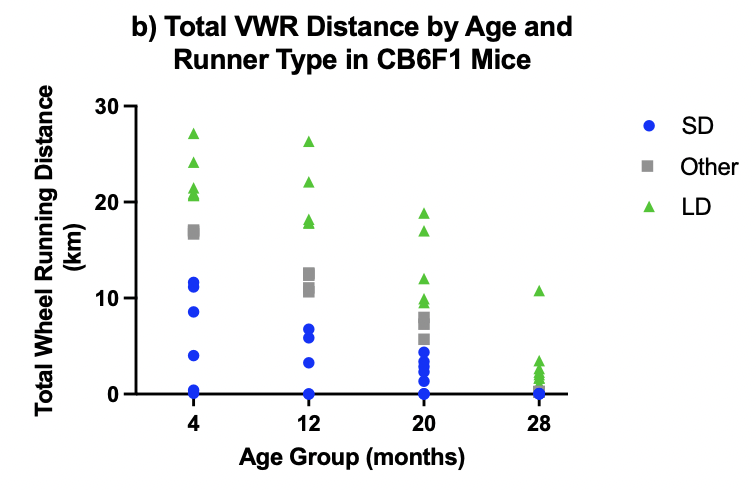 b) Total VWR Distance by Age and
Runner Type in CB6F1 Mice
Total Wheel Running Distance
(km)
30
20
10
0
4
12
20
28
Age Group (months)
SD
Other
LD